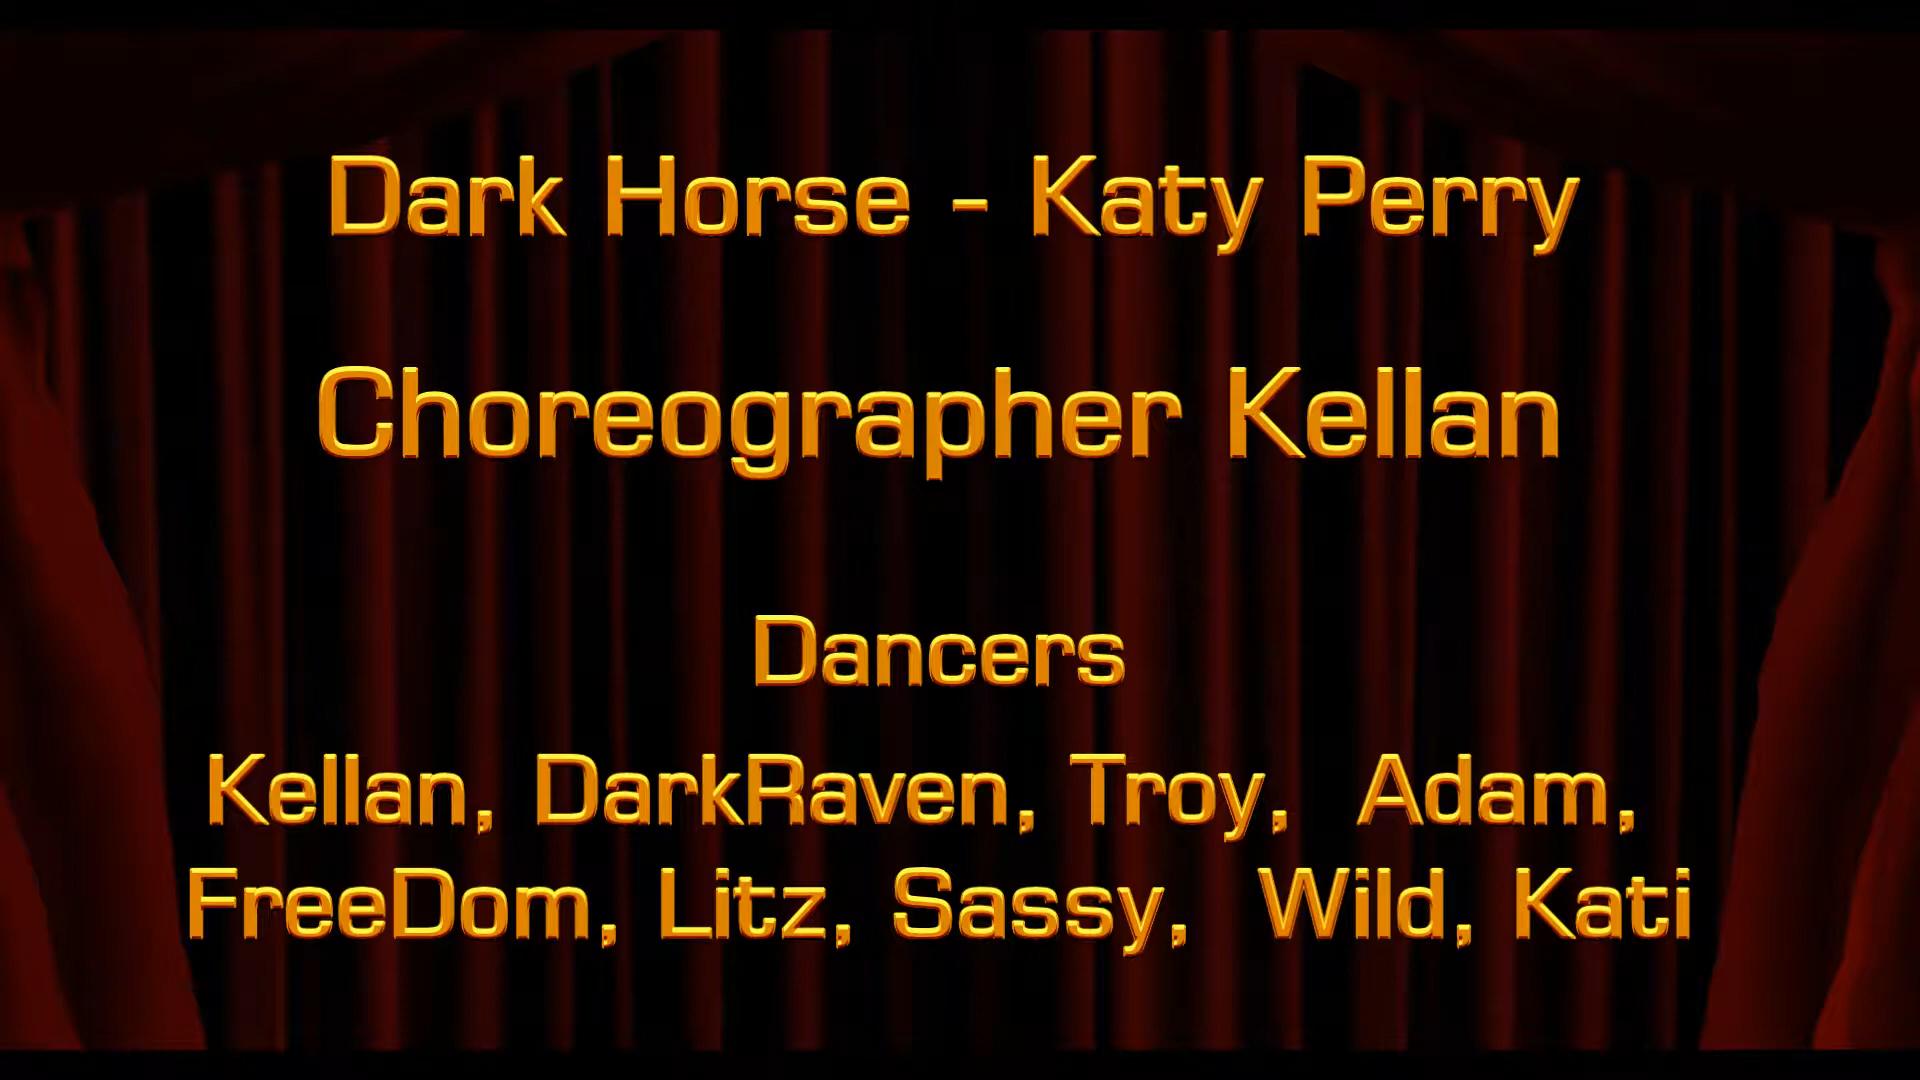 Dark Horse - Katy Perry
Choreographer Kellan
Dancers
Kellan, DarkRaven, Troy, Adam,
FreeDom, Litz, Sassy, Wild, Kati